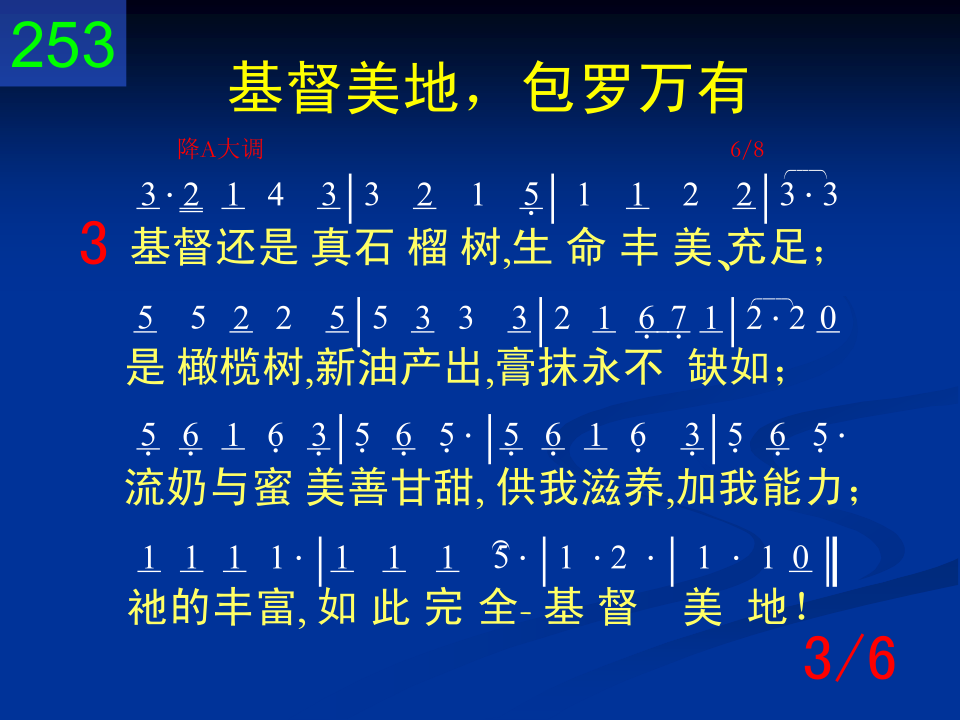 253
基督美地，包罗万有
降A大调 6/8
3 · 2 1 4 3 | 3 2 1 5 | 1 1 2 2 | 3 · 3
3 基督还是 真石 榴 树,生 命 丰 美、充足；
5 5 2 2 5 | 5 3 3 3 | 2 1 6 7 1 | 2 · 2 0
是 橄榄树,新油产出,膏抹永不 缺如；
5 6 1 6 3 | 5 6 5 · | 5 6 1 6 3 | 5 6 5 ·
流奶与蜜 美善甘甜, 供我滋养,加我能力；
1 1 1 1 · | 1 1 1 5 · | 1 · 2 · | 1 · 1 0 ‖
祂的丰富, 如 此 完 全- 基 督 美 地！
3/6